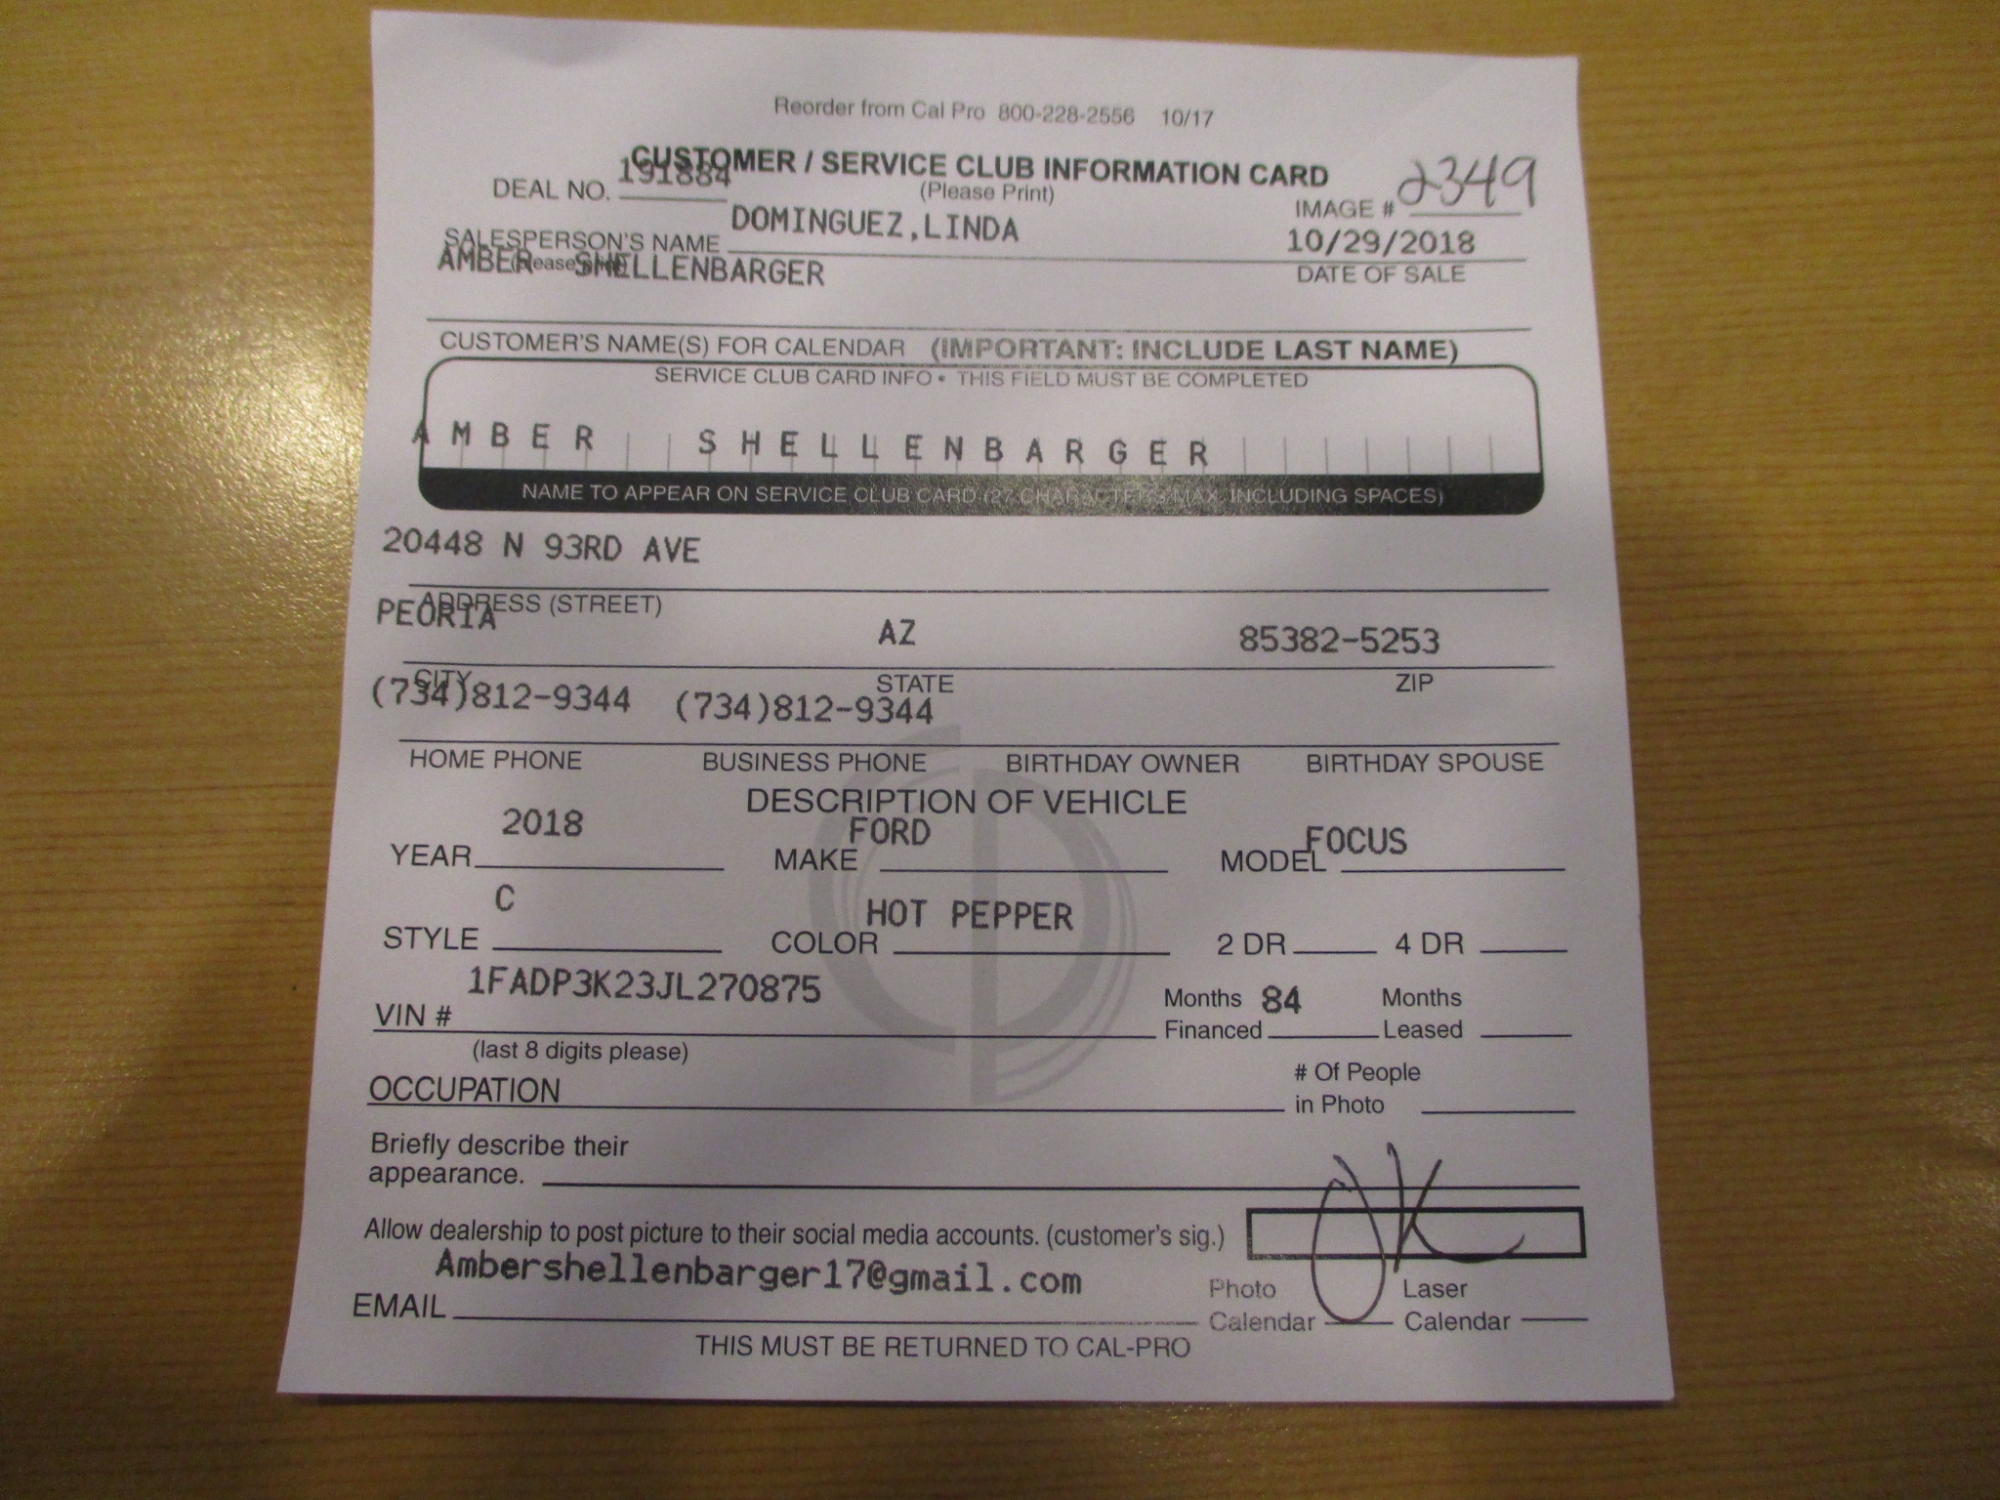 Reorder from Cal Pro 800-228-2556 10/17
CUSTOMER / SERVICE CLUB INFORMATION CARD
(Please Print)
DEAL NO. 191884
IMAGE # 2349
SALESPERSON'S NAME DOMINGUEZ,LINDA
10/29/2018
DATE OF SALE
AMBER SHELLENBARGER
CUSTOMER'S NAME(S) FOR CALENDAR (IMPORTANT: INCLUDE LAST NAME)
SERVICE CLUB CARD INFO • THIS FIELD MUST BE COMPLETED
AMBER SHELLENBARGER
NAME TO APPEAR ON SERVICE CLUB CARD (27 CHARACTERS MAX. INCLUDING SPACES)
20448 N 93RD AVE
ADDRESS (STREET)
PEORIA AZ 85382-5253
CITY STATE ZIP
(734)812-9344 (734)812-9344
HOME PHONE BUSINESS PHONE BIRTHDAY OWNER BIRTHDAY SPOUSE
DESCRIPTION OF VEHICLE
YEAR 2018 MAKE FORD MODEL FOCUS
STYLE C COLOR HOT PEPPER 2 DR 4 DR
VIN # 1FADP3K23JL270875
(last 8 digits please)
Months Financed 84 Months Leased
OCCUPATION
# Of People in Photo
Briefly describe their
appearance.
Allow dealership to post picture to their social media accounts. (customer's sig.)
OK
EMAIL Ambershellenbarger17@gmail.com
Photo Calendar Laser Calendar
THIS MUST BE RETURNED TO CAL-PRO